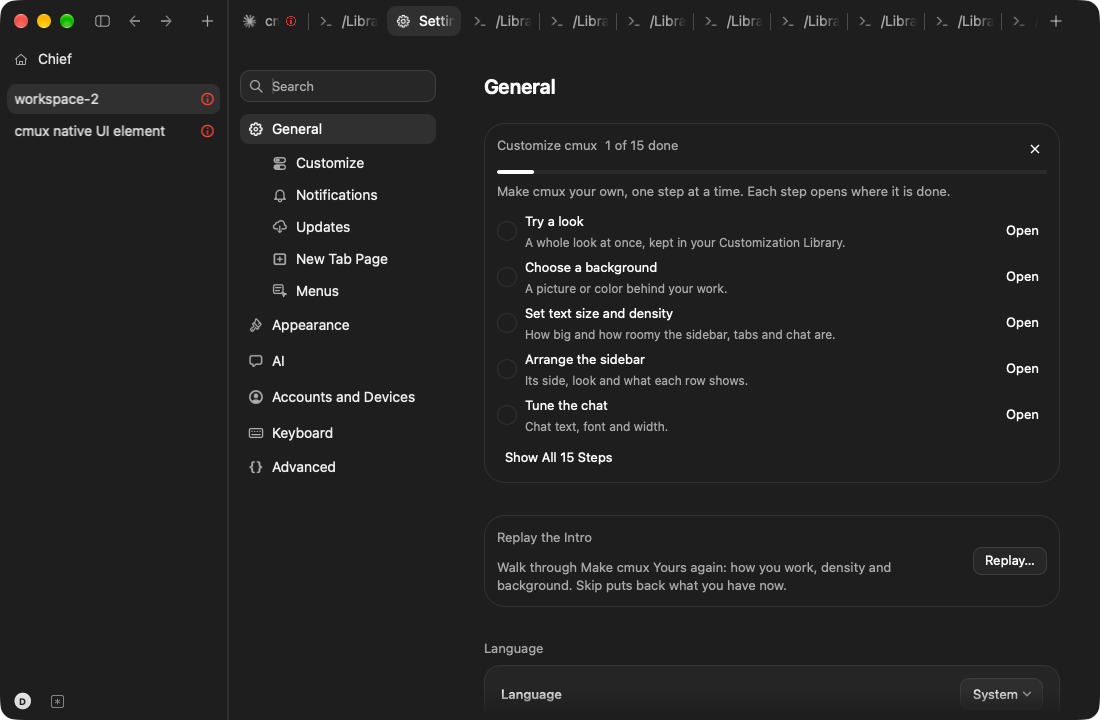 cn
/Libra
Settin
/Libra
/Libra
/Libra
/Libra
/Libra
/Libra
/Libra
Chief
workspace-2
cmux native UI element
Search
General
Customize
Notifications
Updates
New Tab Page
Menus
Appearance
AI
Accounts and Devices
Keyboard
Advanced
General
Customize cmux 1 of 15 done
Make cmux your own, one step at a time. Each step opens where it is done.
Try a look
A whole look at once, kept in your Customization Library.
Open
Choose a background
A picture or color behind your work.
Open
Set text size and density
How big and how roomy the sidebar, tabs and chat are.
Open
Arrange the sidebar
Its side, look and what each row shows.
Open
Tune the chat
Chat text, font and width.
Open
Show All 15 Steps
Replay the Intro
Walk through Make cmux Yours again: how you work, density and
background. Skip puts back what you have now.
Replay...
Language
Language
System
D